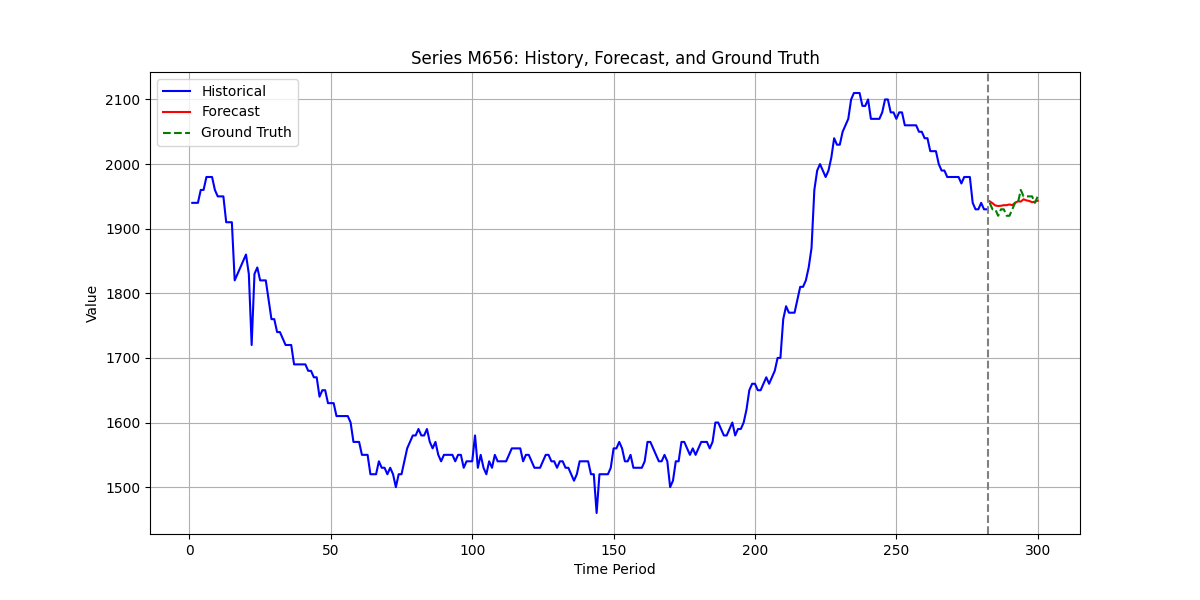 Series M656: History, Forecast, and Ground Truth
Historical
Forecast
Ground Truth
Value
2100
2000
1900
1800
1700
1600
1500
0 50 100 150 200 250 300
Time Period